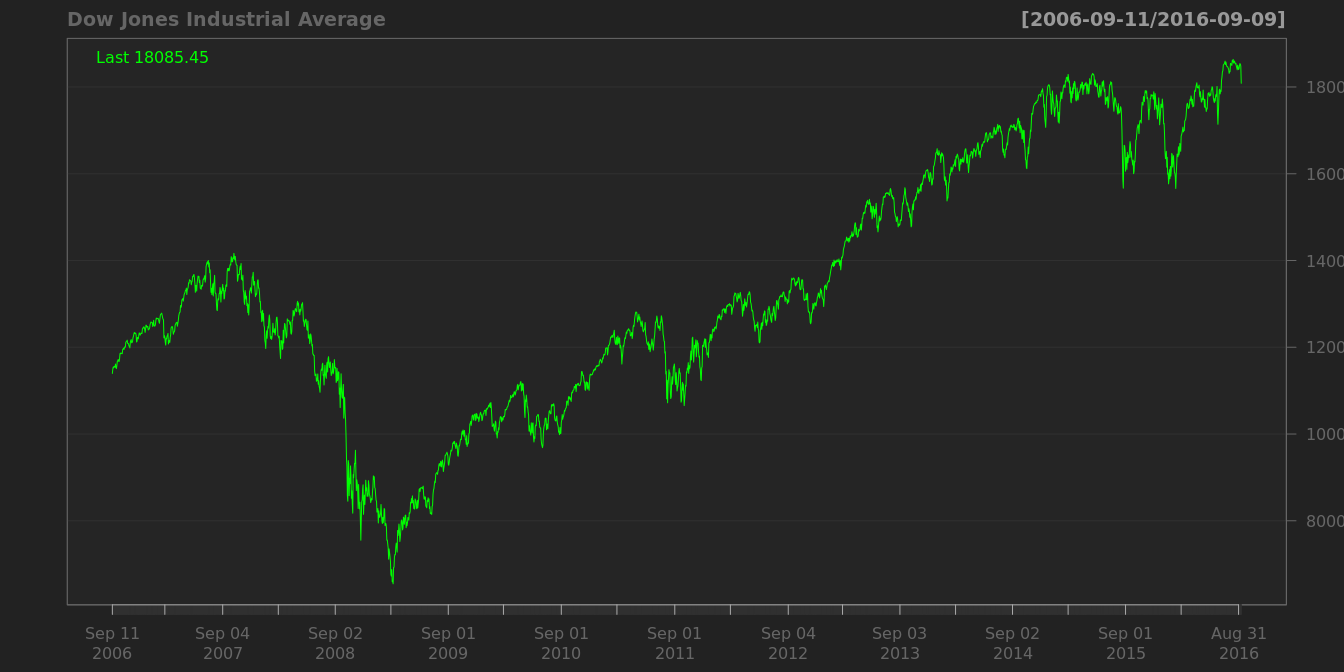 Dow Jones Industrial Average [2006-09-11/2016-09-09]
Last 18085.45
1800
1600
1400
1200
1000
8000
Sep 11 Sep 04 Sep 02 Sep 01 Sep 01 Sep 01 Sep 04 Sep 03 Sep 02 Sep 01 Aug 31
2006 2007 2008 2009 2010 2011 2012 2013 2014 2015 2016